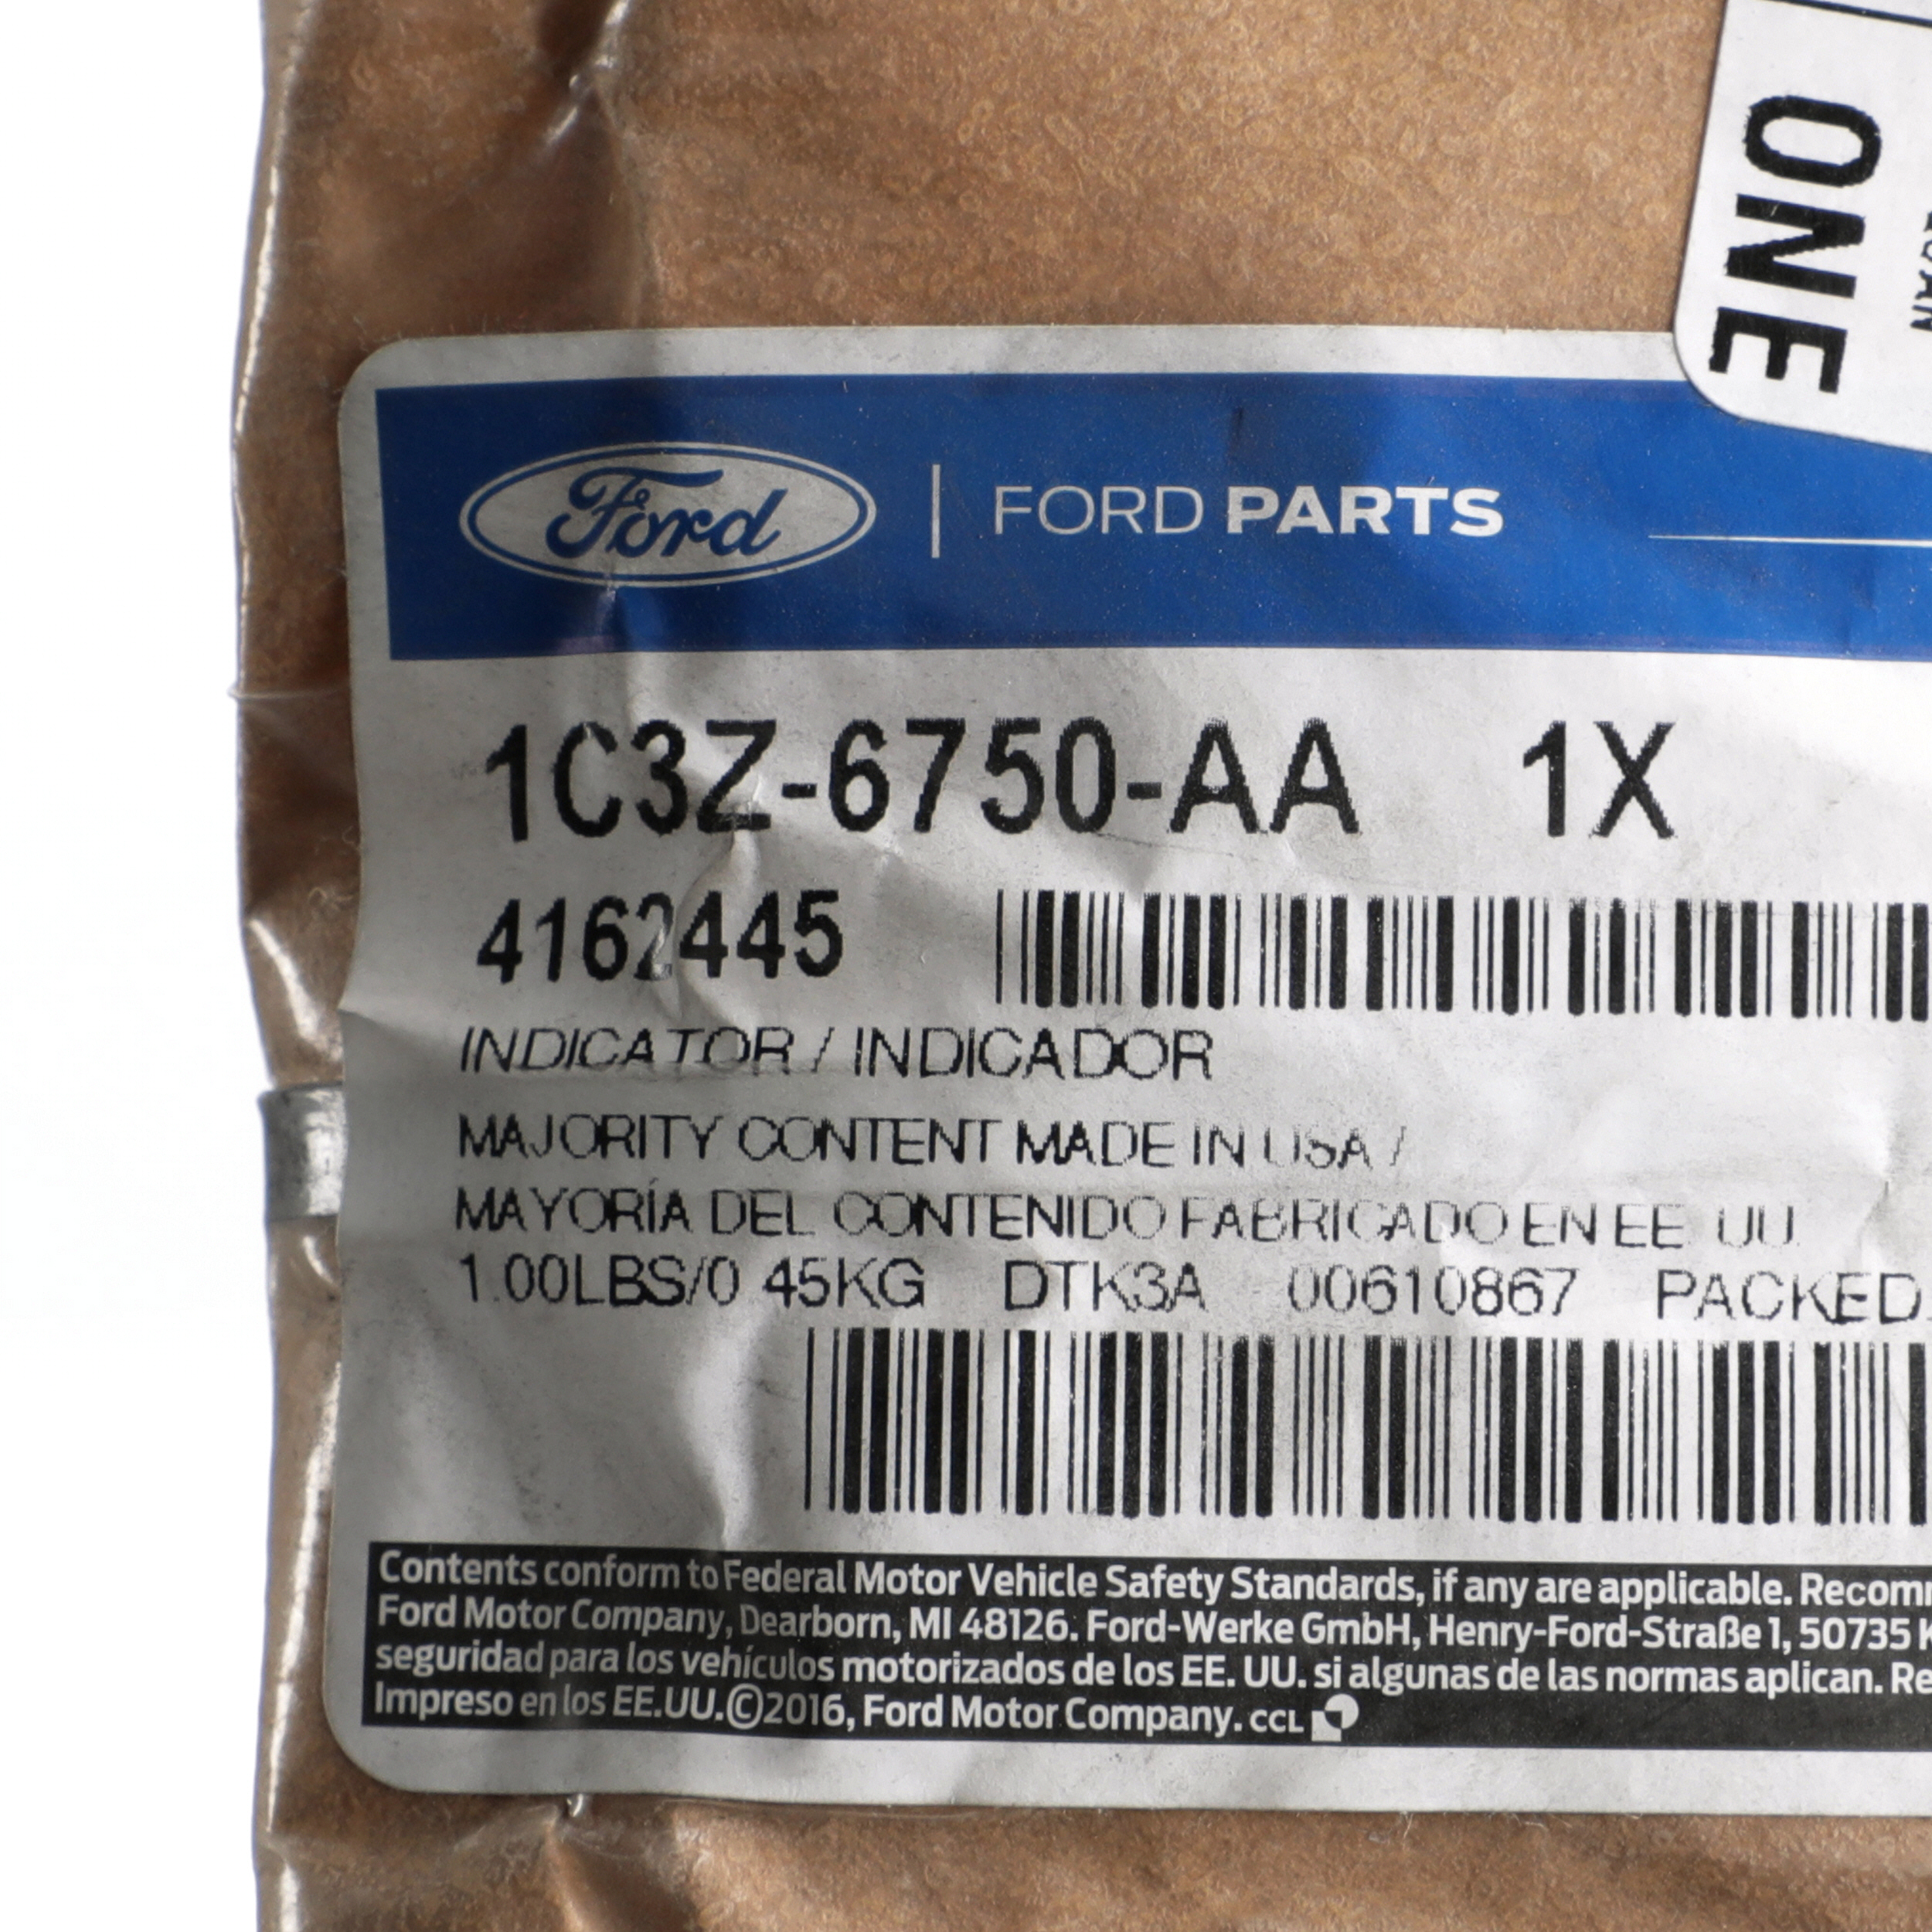 ONE
Ford | FORD PARTS
1C3Z-6750-AA 1X
4162445
INDICATOR / INDICADOR
MAJORITY CONTENT MADE IN USA /
MAYORÍA DEL CONTENIDO FABRICADO EN EE UU
1.00LBS/0 45KG DTK3A 00610867 PACKED
Contents conform to Federal Motor Vehicle Safety Standards, if any are applicable.
Ford Motor Company, Dearborn, MI 48126. Ford-Werke GmbH, Henry-Ford-Straße 1, 50735
seguridad para los vehículos motorizados de los EE. UU. si algunas de las normas aplican.
Impreso en los EE.UU.©2016, Ford Motor Company. CCL